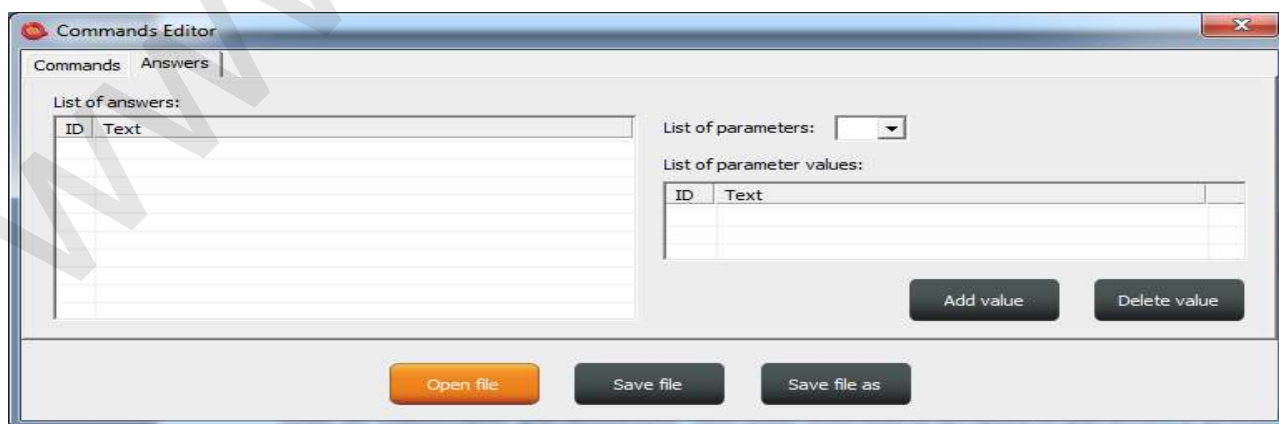 Commands Editor
Commands Answers
List of answers:
ID Text
List of parameters:
List of parameter values:
ID Text
Add value Delete value
Open file Save file Save file as